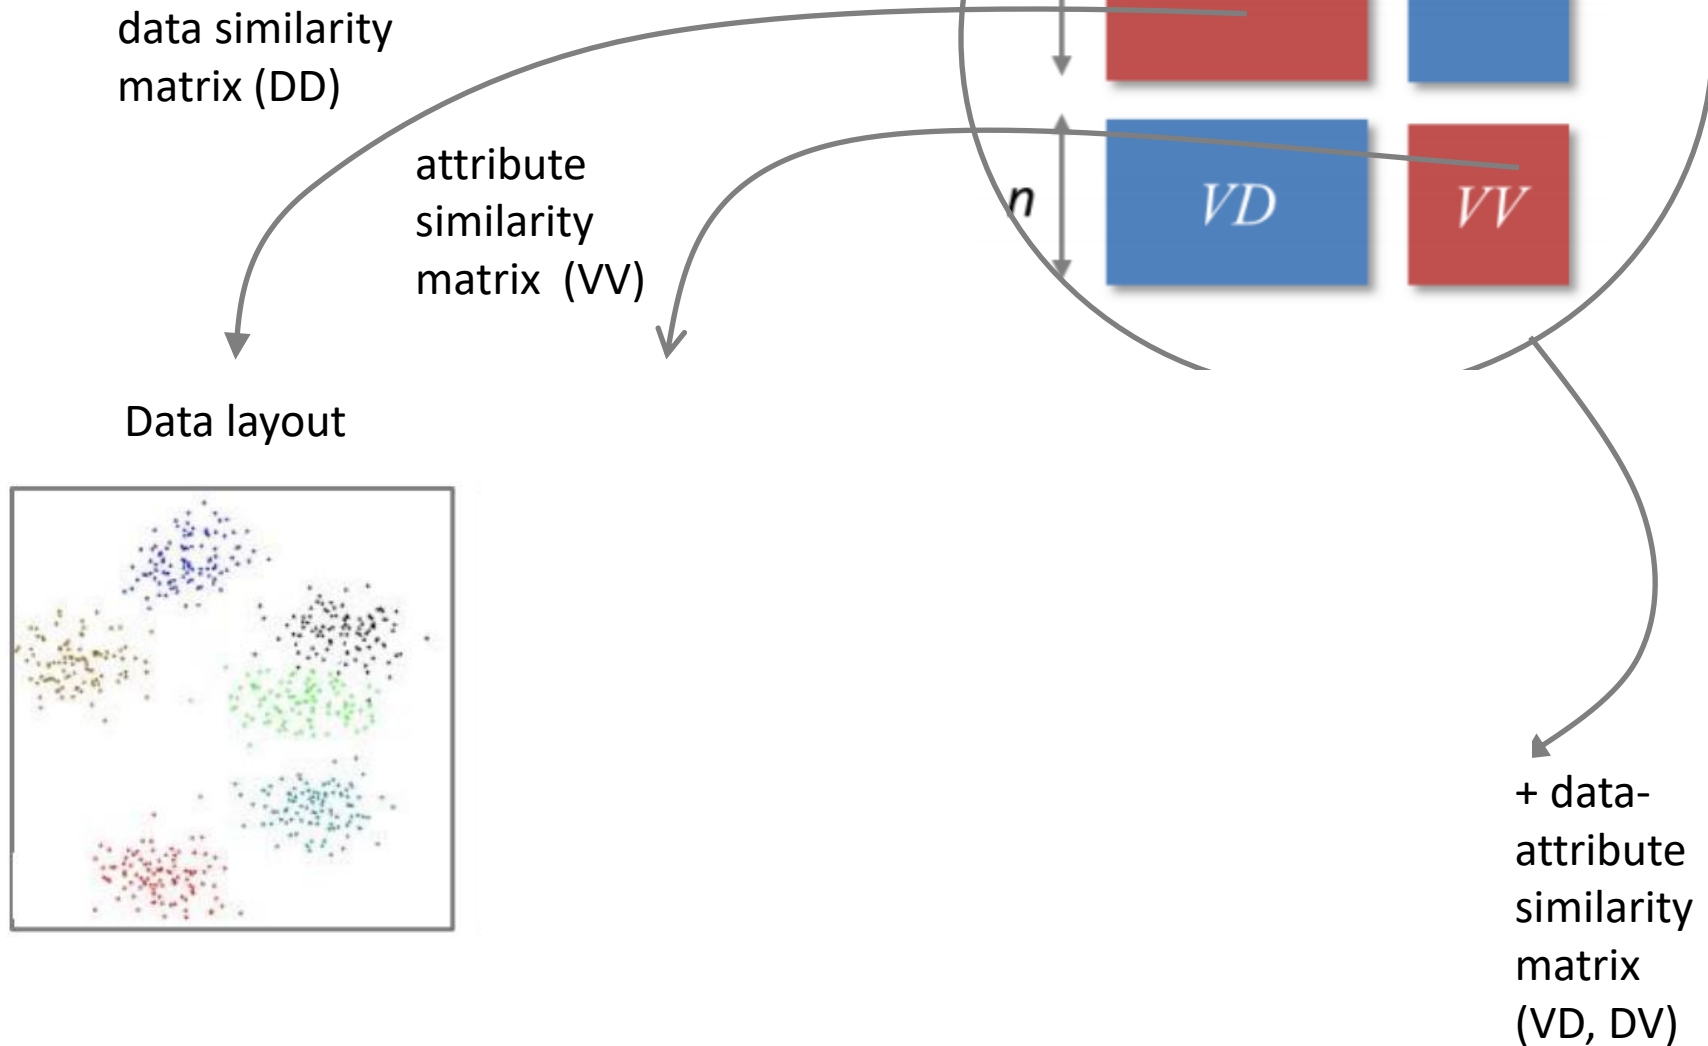 data similarity
matrix (DD)
attribute
similarity
matrix (VV)
n
VD
VV
Data layout
+ data-
attribute
similarity
matrix
(VD, DV)